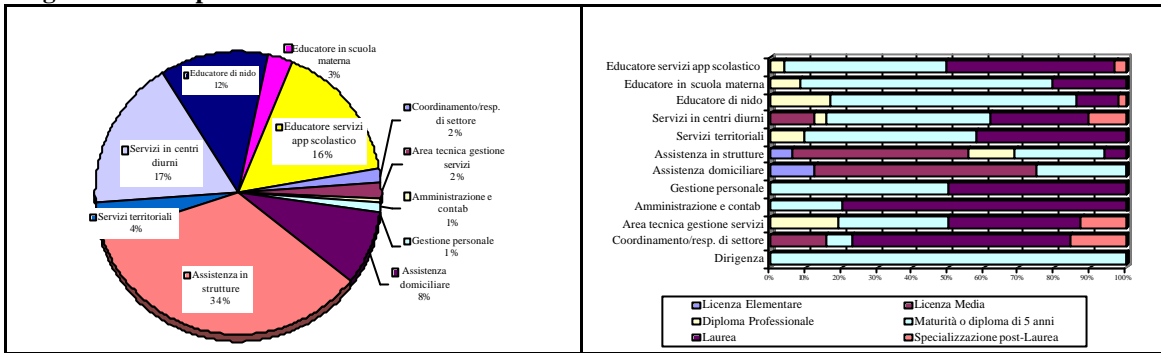 Educatore in scuola
materna
3%
Educatore di nido
12%
Educatore servizi
app scolastico
16%
Coordinamento/resp.
di settore
2%
Area tecnica gestione
servizi
2%
Amministrazione e
contab
1%
Gestione personale
1%
Assistenza
domiciliare
8%
Assistenza in
strutture
34%
Servizi territoriali
4%
Servizi in centri
diurni
17%
Educatore servizi app scolastico
Educatore in scuola materna
Educatore di nido
Servizi in centri diurni
Servizi territoriali
Assistenza in strutture
Assistenza domiciliare
Gestione personale
Amministrazione e contab
Area tecnica gestione servizi
Coordinamento/resp. di settore
Dirigenza
0% 10% 20% 30% 40% 50% 60% 70% 80% 90% 100%
Licenza Elementare
Licenza Media
Diploma Professionale
Maturità o diploma di 5 anni
Laurea
Specializzazione post-Laurea